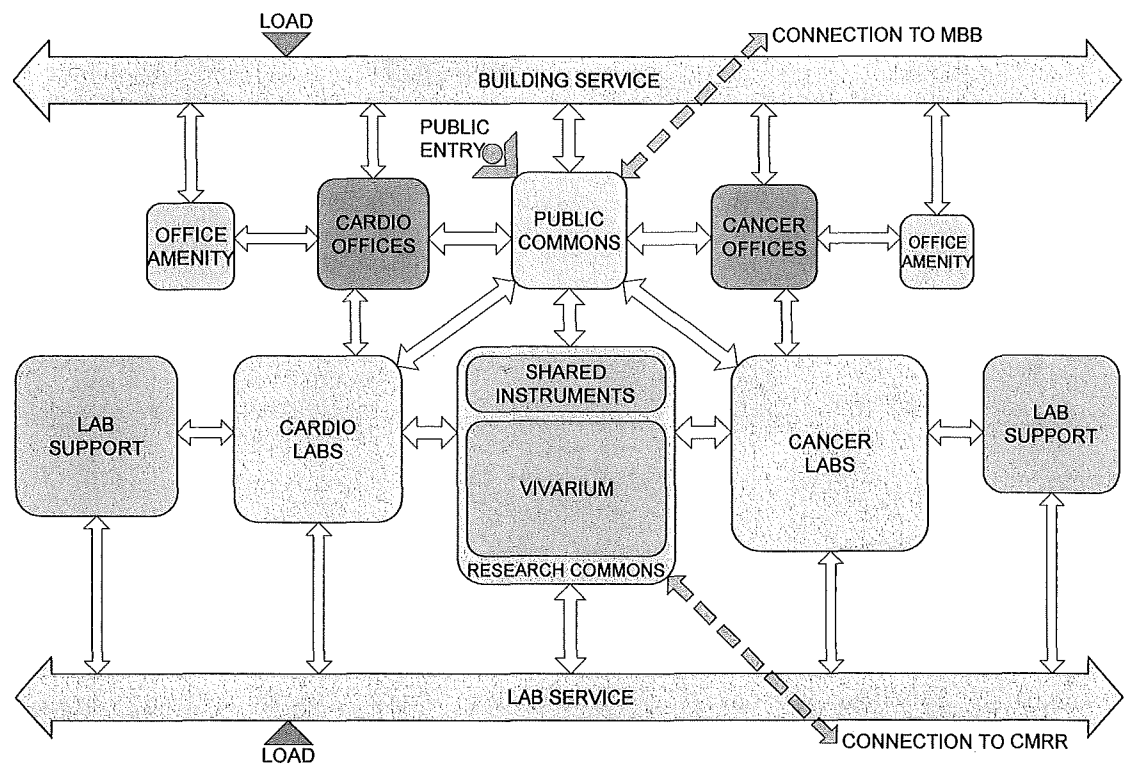 LOAD
CONNECTION TO MBB
BUILDING SERVICE
PUBLIC
ENTRY
OFFICE
AMENITY
CARDIO
OFFICES
PUBLIC
COMMONS
CANCER
OFFICES
OFFICE
AMENITY
LAB
SUPPORT
CARDIO
LABS
SHARED
INSTRUMENTS
VIVARIUM
RESEARCH COMMONS
CANCER
LABS
LAB
SUPPORT
LAB SERVICE
LOAD
CONNECTION TO CMRR